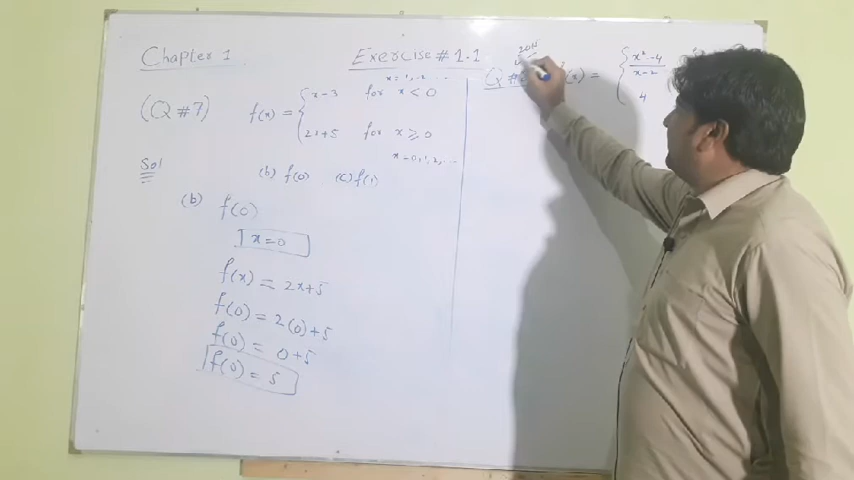 Chapter 1
Exercise # 1.1
(Q #7)
f(x) = { x-3 for x < 0
2x+5 for x ⩾ 0
x = 0, 1, 2, ...
Sol
(b) f(0) (c) f(1)
(b) f(0)
x = 0
f(x) = 2x+5
f(0) = 2(0)+5
f(0) = 0+5
f(0) = 5
Q #
(x) = { x²-4 / x-2
4